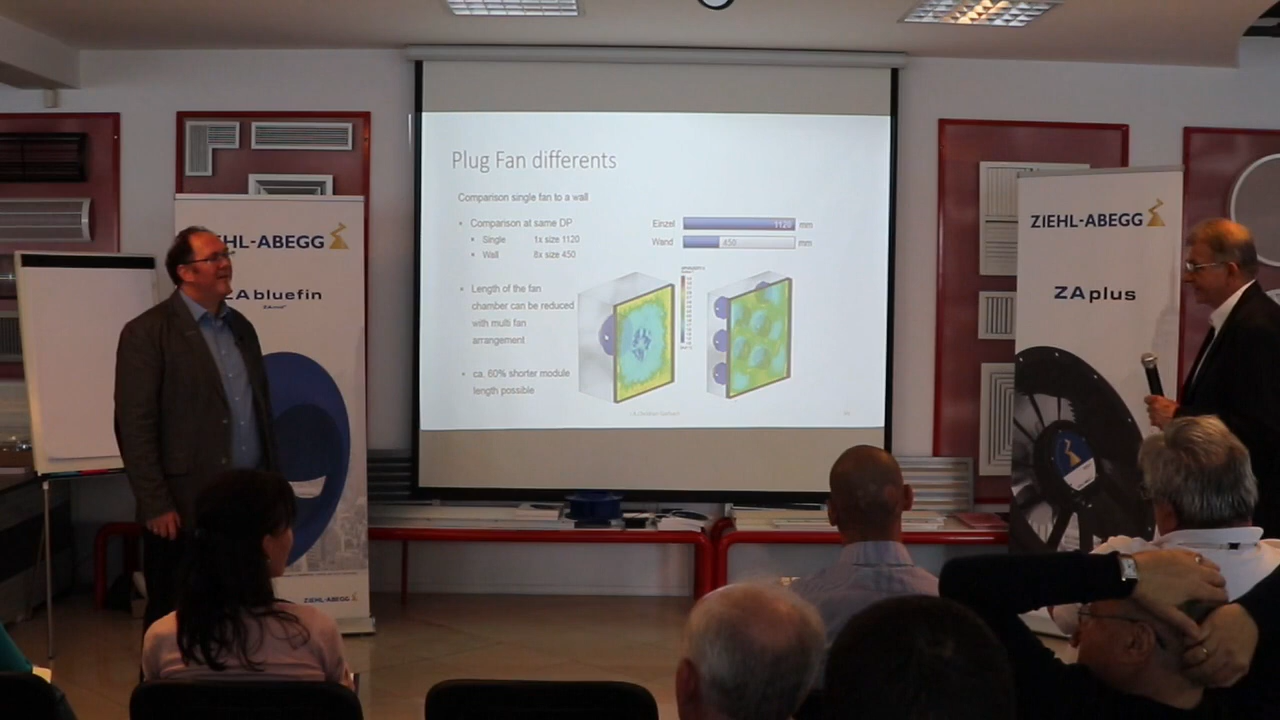 Plug Fan differents
Comparison single fan to a wall
• Comparison at same DP
• Single 1x size 1120
• Wall 8x size 450
• Length of the fan
chamber can be reduced
with multi fan
arrangement
• ca. 60% shorter module
length possible
Einzel 1120 mm
Wand 450 mm
EHL-ABEGG
ZAbluefin
ZIEHL-ABEGG
ZIEHL-ABEGG
ZAplus